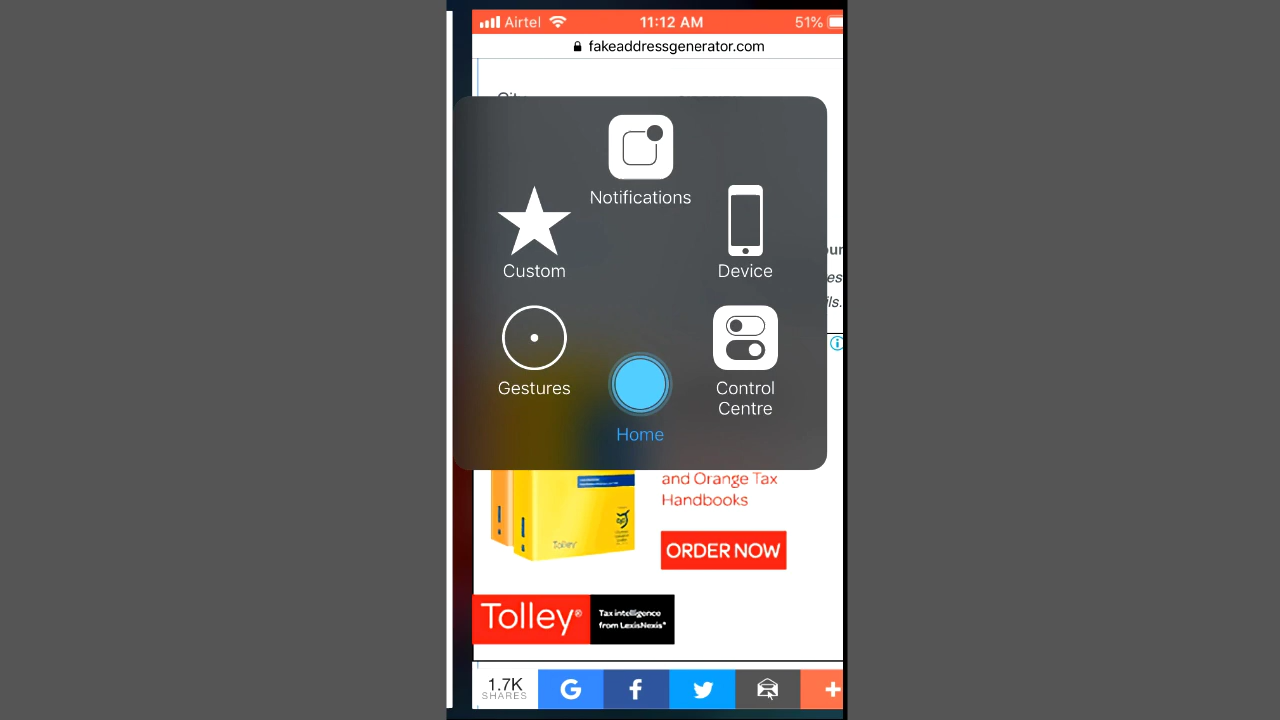 Airtel
11:12 AM
51%
fakeaddressgenerator.com
Notifications
Custom
Device
Gestures
Control
Centre
Home
and Orange Tax
Handbooks
ORDER NOW
Tolley
Tolley®
Tax intelligence
from LexisNexis®
1.7K
SHARES